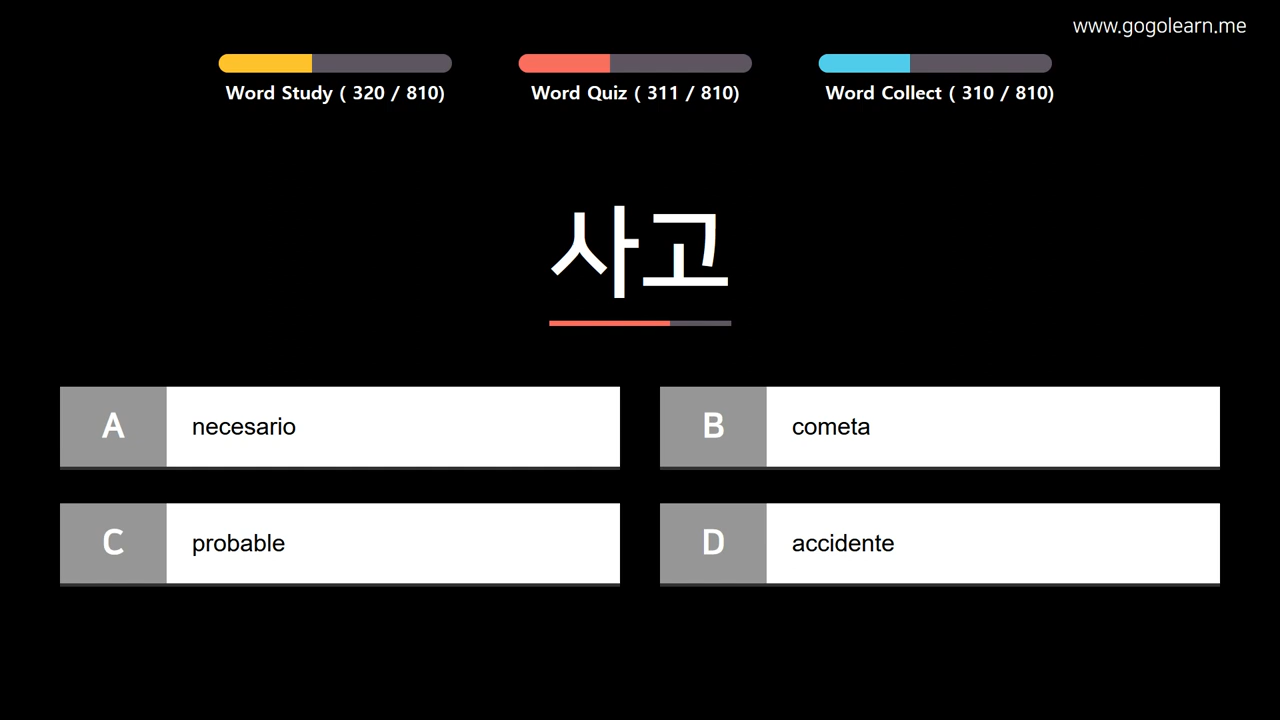 www.gogolearn.me
Word Study ( 320 / 810)
Word Quiz ( 311 / 810)
Word Collect ( 310 / 810)
사고
A necesario
B cometa
C probable
D accidente